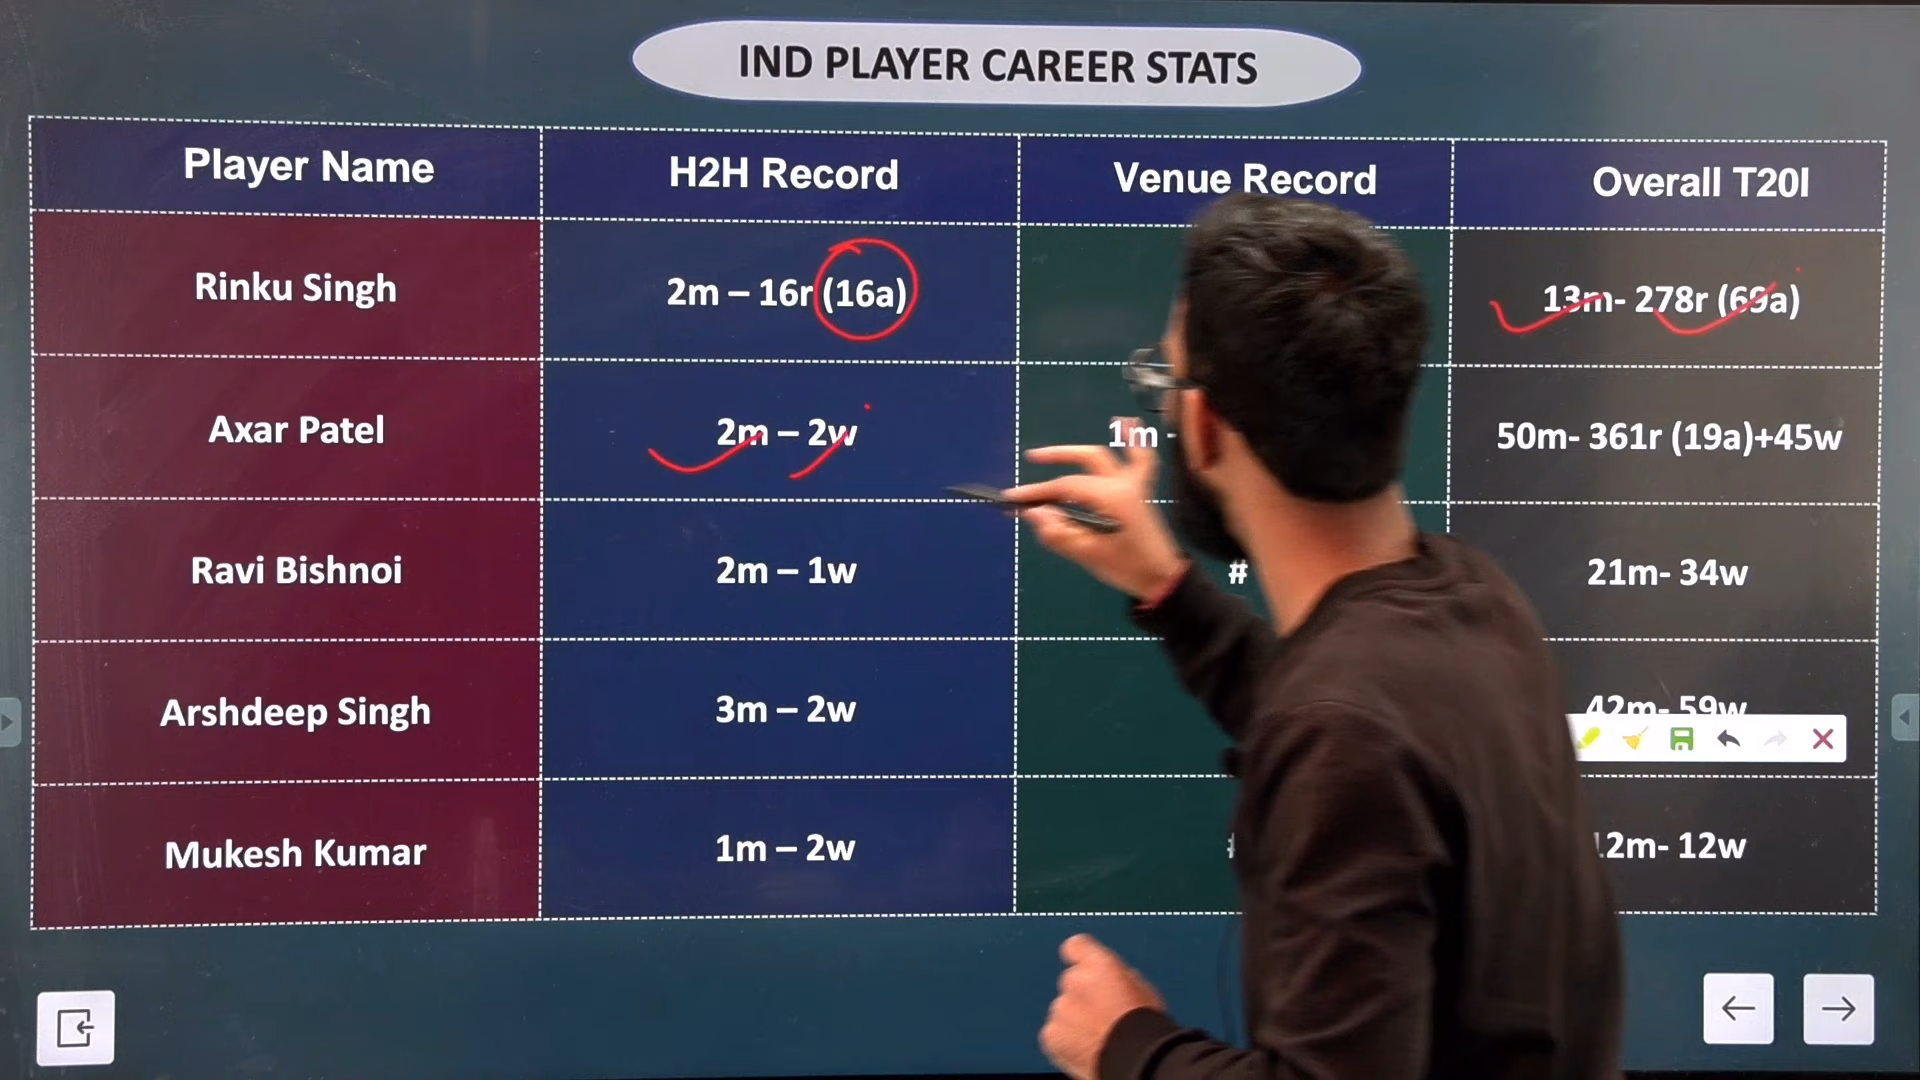 IND PLAYER CAREER STATS
Player Name H2H Record Venue Record Overall T20I
Rinku Singh 2m – 16r (16a) 13m- 278r (69a)
Axar Patel 2m – 2w 1m - 50m- 361r (19a)+45w
Ravi Bishnoi 2m – 1w # 21m- 34w
Arshdeep Singh 3m – 2w 42m- 59w
Mukesh Kumar 1m – 2w 2m- 12w